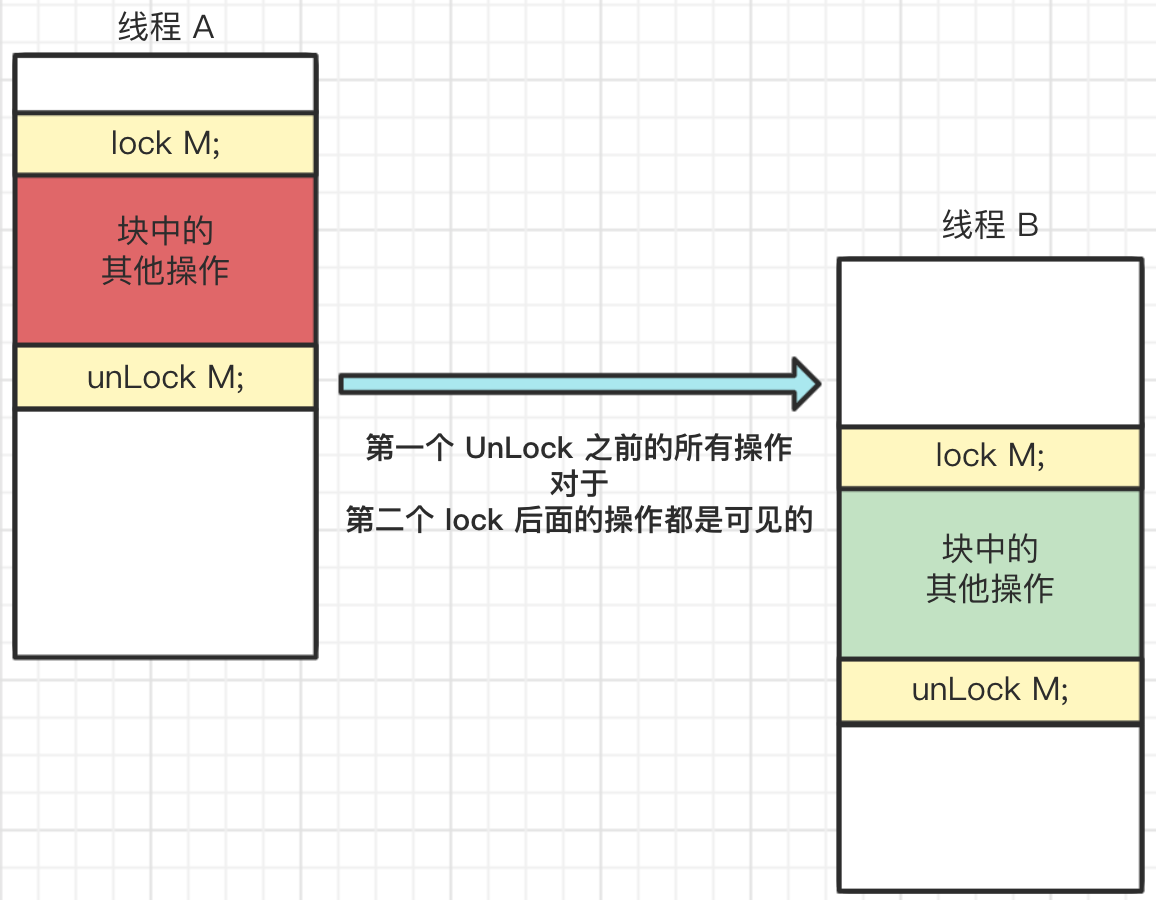 线程 A
lock M;
块中的
其他操作
unLock M;
第一个 UnLock 之前的所有操作
对于
第二个 lock 后面的操作都是可见的
线程 B
lock M;
块中的
其他操作
unLock M;